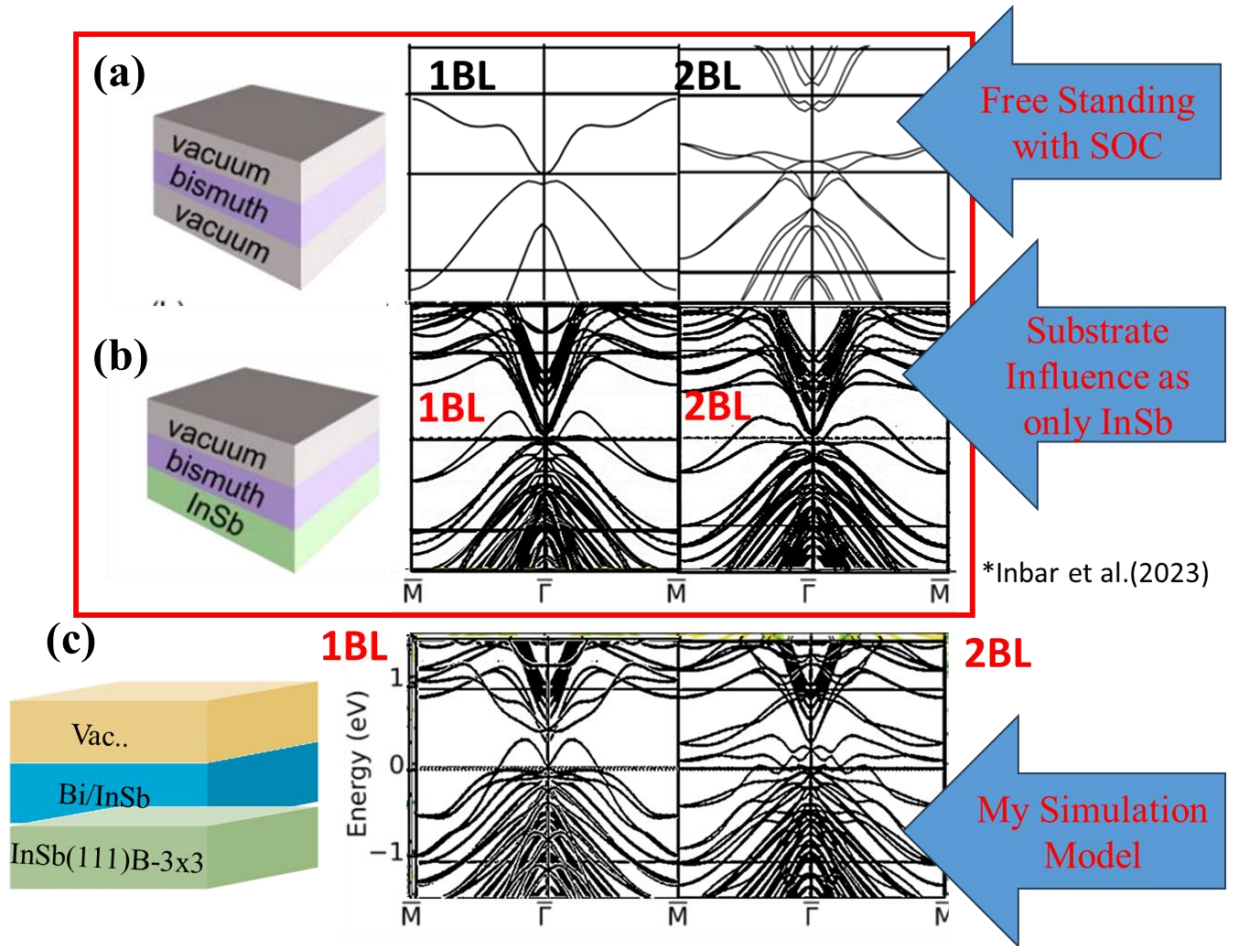 (a)
vacuum
bismuth
vacuum
1BL
2BL
Free Standing
with SOC
(b)
vacuum
bismuth
InSb
1BL
2BL
Substrate
Influence as
only InSb
M̅ Γ̅ M̅ Γ̅ M̅
*Inbar et al.(2023)
(c)
Vac..
Bi/InSb
InSb(111)B-3x3
1BL
2BL
Energy (eV)
1
0
−1
M̅ Γ̅ M̅ Γ̅ M̅
My Simulation
Model